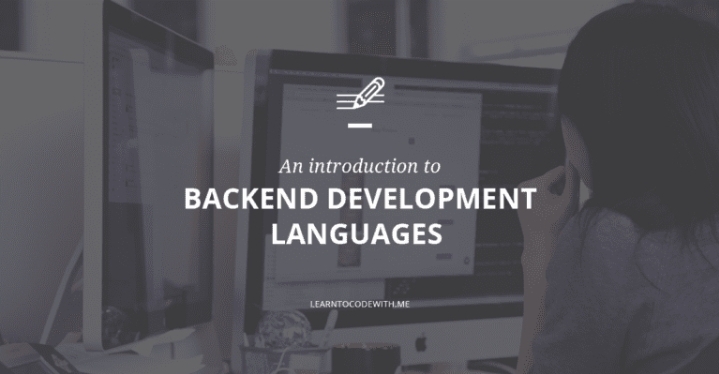 An introduction to
BACKEND DEVELOPMENT
LANGUAGES
LEARNTOCODEWITH.ME